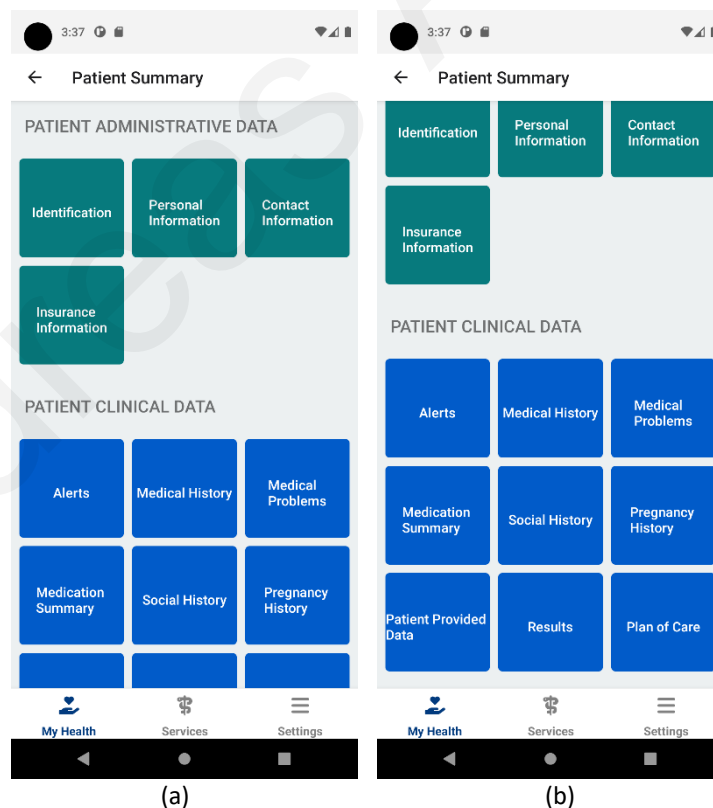 3:37
Patient Summary
PATIENT ADMINISTRATIVE DATA
Identification
Personal
Information
Contact
Information
Insurance
Information
PATIENT CLINICAL DATA
Alerts
Medical History
Medical
Problems
Medication
Summary
Social History
Pregnancy
History
My Health
Services
Settings
(a)
3:37
Patient Summary
Identification
Personal
Information
Contact
Information
Insurance
Information
PATIENT CLINICAL DATA
Alerts
Medical History
Medical
Problems
Medication
Summary
Social History
Pregnancy
History
Patient Provided
Data
Results
Plan of Care
My Health
Services
Settings
(b)